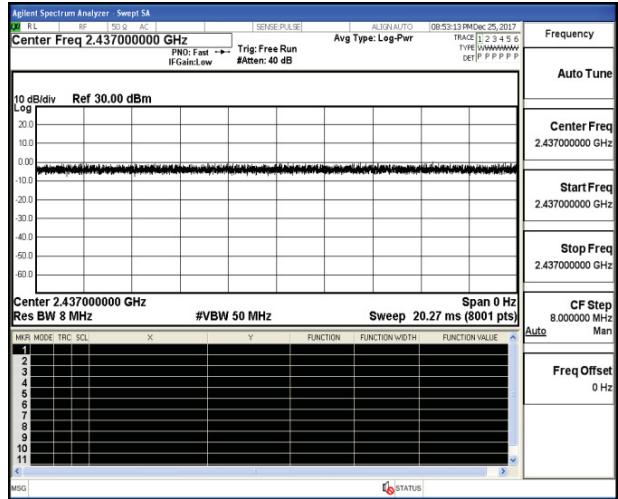 Agilent Spectrum Analyzer - Swept SA
RL RF 50 Ω AC SENSE:PULSE ALIGN AUTO 08:53:13 PM Dec 25, 2017
Center Freq 2.437000000 GHz
PNO: Fast
IFGain:Low
Trig: Free Run
#Atten: 40 dB
Avg Type: Log-Pwr
TRACE 1 2 3 4 5 6
TYPE
DET P P P P P P
10 dB/div Ref 30.00 dBm
Log
20.0
10.0
0.00
-10.0
-20.0
-30.0
-40.0
-50.0
-60.0
Center 2.437000000 GHz Span 0 Hz
Res BW 8 MHz #VBW 50 MHz Sweep 20.27 ms (8001 pts)
MKR MODE TRC SCL X Y FUNCTION FUNCTION WIDTH FUNCTION VALUE
1
2
3
4
5
6
7
8
9
10
11
MSG STATUS
Frequency
Auto Tune
Center Freq
2.437000000 GHz
Start Freq
2.437000000 GHz
Stop Freq
2.437000000 GHz
CF Step
8.000000 MHz
Auto Man
Freq Offset
0 Hz